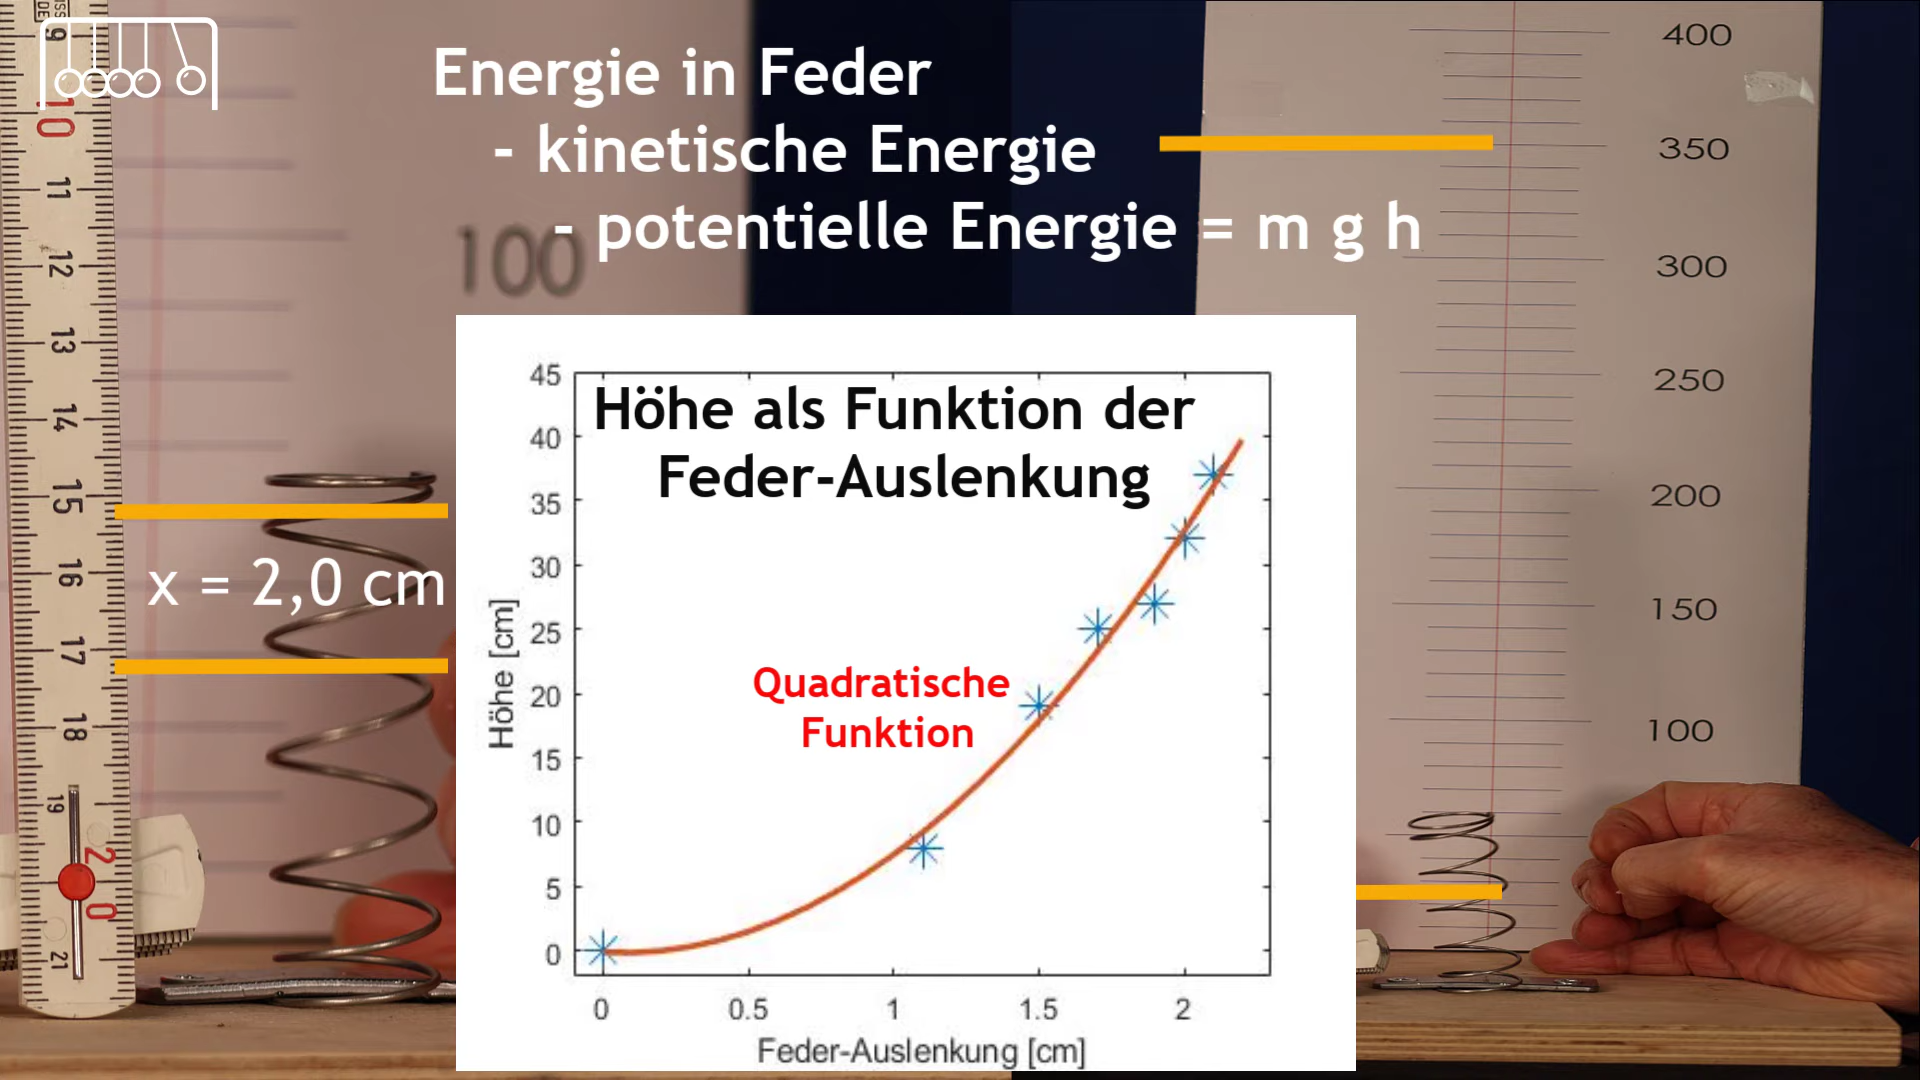 Energie in Feder
- kinetische Energie
- potentielle Energie = m g h
100
x = 2,0 cm
9
10
11
12
13
14
15
16
17
18
19
20
21
Höhe als Funktion der
Feder-Auslenkung
Quadratische
Funktion
Höhe [cm]
45
40
35
30
25
20
15
10
5
0
0 0.5 1 1.5 2
Feder-Auslenkung [cm]
400
350
300
250
200
150
100